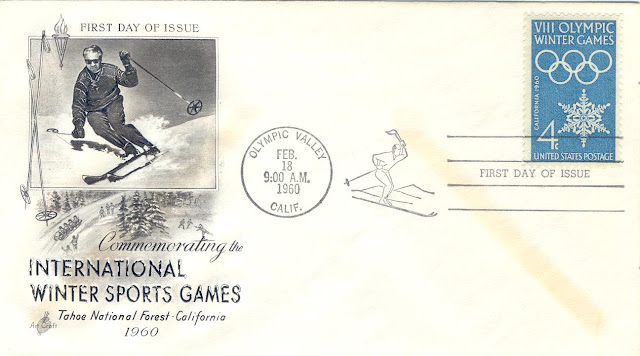 FIRST DAY OF ISSUE
Commemorating the
INTERNATIONAL
WINTER SPORTS GAMES
Tahoe National Forest - California
1960
Art Craft
OLYMPIC VALLEY
FEB.
18
9:00 A.M.
1960
CALIF.
VIII OLYMPIC
WINTER GAMES
CALIFORNIA 1960
4c
UNITED STATES POSTAGE
FIRST DAY OF ISSUE